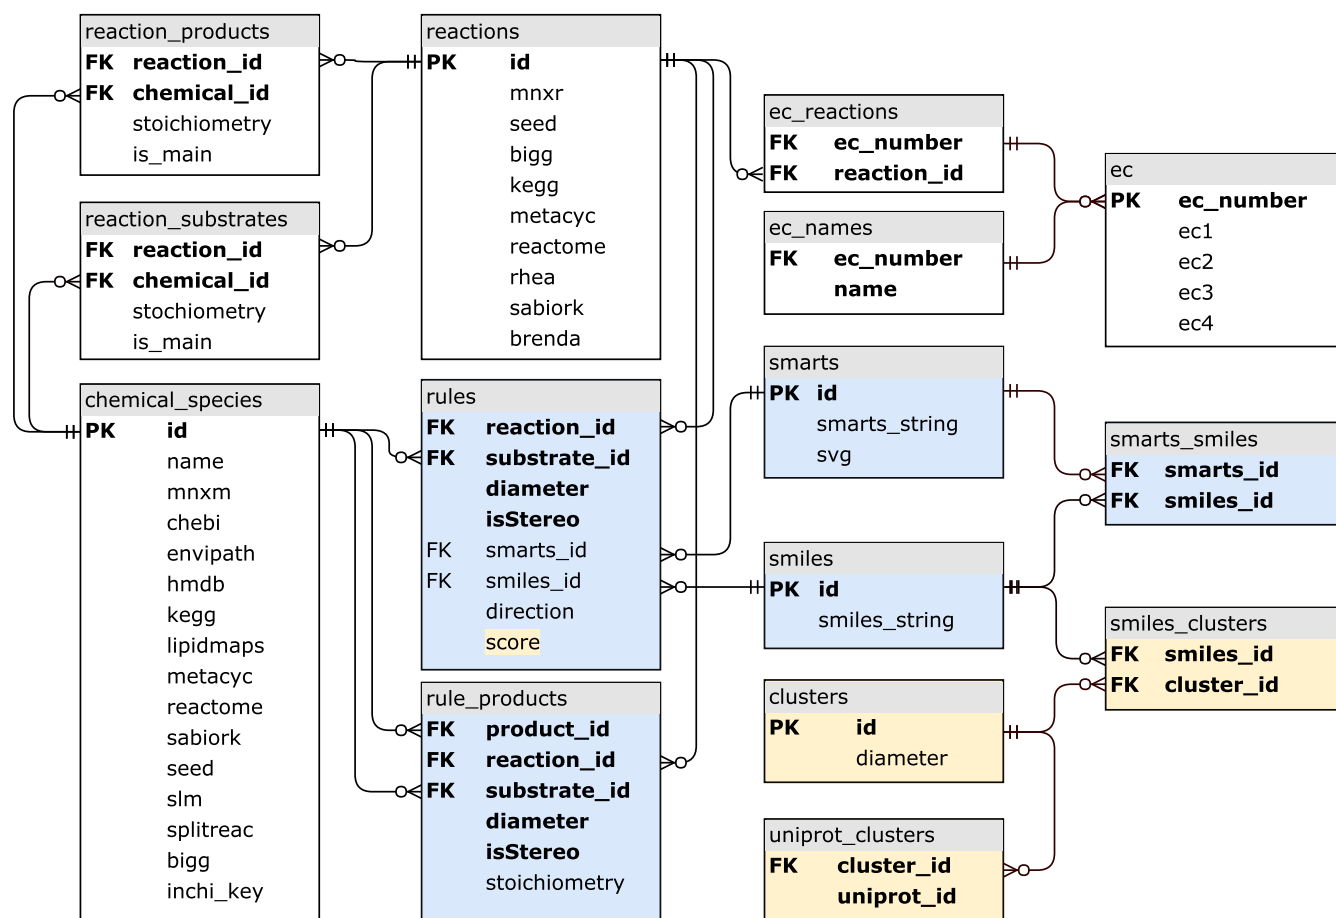 reaction_products
FK reaction_id
FK chemical_id
stoichiometry
is_main
reaction_substrates
FK reaction_id
FK chemical_id
stochiometry
is_main
chemical_species
PK id
name
mnxm
chebi
envipath
hmdb
kegg
lipidmaps
metacyc
reactome
sabiork
seed
slm
splitreac
bigg
inchi_key
reactions
PK id
mnxr
seed
bigg
kegg
metacyc
reactome
rhea
sabiork
brenda
rules
FK reaction_id
FK substrate_id
diameter
isStereo
FK smarts_id
FK smiles_id
direction
score
rule_products
FK product_id
FK reaction_id
FK substrate_id
diameter
isStereo
stoichiometry
ec_reactions
FK ec_number
FK reaction_id
ec_names
FK ec_number
name
smarts
PK id
smarts_string
svg
smiles
PK id
smiles_string
clusters
PK id
diameter
uniprot_clusters
FK cluster_id
uniprot_id
ec
PK ec_number
ec1
ec2
ec3
ec4
smarts_smiles
FK smarts_id
FK smiles_id
smiles_clusters
FK smiles_id
FK cluster_id